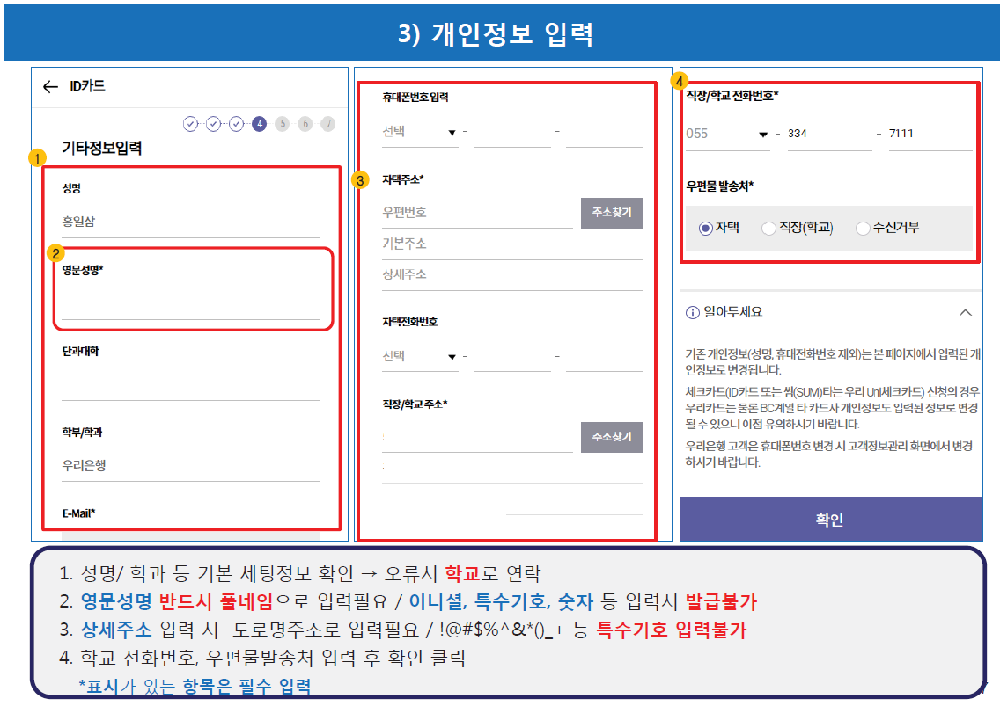 3) 개인정보 입력
ID카드
4 5 6 7
기타정보입력
1
성명
홍일삼
2
영문성명*
단과대학
학부/학과
우리은행
E-Mail*
휴대폰번호 입력
선택 - -
3
자택주소*
우편번호 주소찾기
기본주소
상세주소
자택전화번호
선택 - -
직장/학교 주소*
주소찾기
4
직장/학교 전화번호*
055 - 334 - 7111
우편물 발송처*
자택 직장(학교) 수신거부
알아두세요
기존 개인정보(성명, 휴대전화번호 제외)는 본 페이지에서 입력된 개
인정보로 변경됩니다.
체크카드(ID카드 또는 썸(SUM)타는 우리 Uni체크카드) 신청의 경우
우리카드는 물론 BC계열 타 카드사 개인정보도 입력된 정보로 변경
될 수 있으니 이점 유의하시기 바랍니다.
우리은행 고객은 휴대폰번호 변경 시 고객정보관리 화면에서 변경
하시기 바랍니다.
확인
1. 성명/ 학과 등 기본 세팅정보 확인 → 오류시 학교로 연락
2. 영문성명 반드시 풀네임으로 입력필요 / 이니셜, 특수기호, 숫자 등 입력시 발급불가
3. 상세주소 입력 시 도로명주소로 입력필요 / !@#$%^&*()_+ 등 특수기호 입력불가
4. 학교 전화번호, 우편물발송처 입력 후 확인 클릭
*표시가 있는 항목은 필수 입력